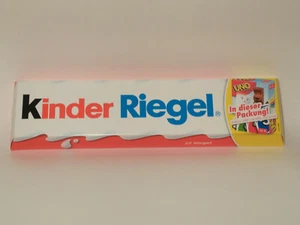 kinder Riegel®
UNO
In dieser
Packung!